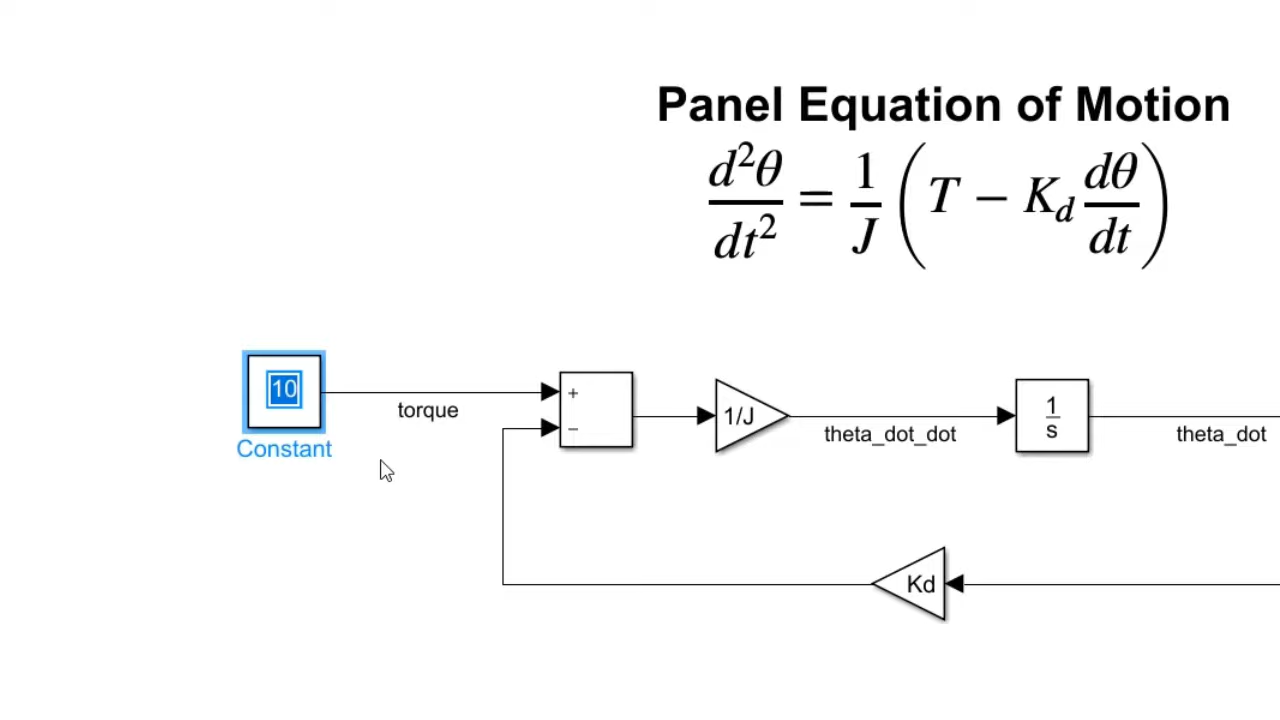 Panel Equation of Motion
d²θ/dt² = 1/J (T − K_d dθ/dt)
10
Constant
torque
+
−
1/J
theta_dot_dot
1/s
theta_dot
Kd